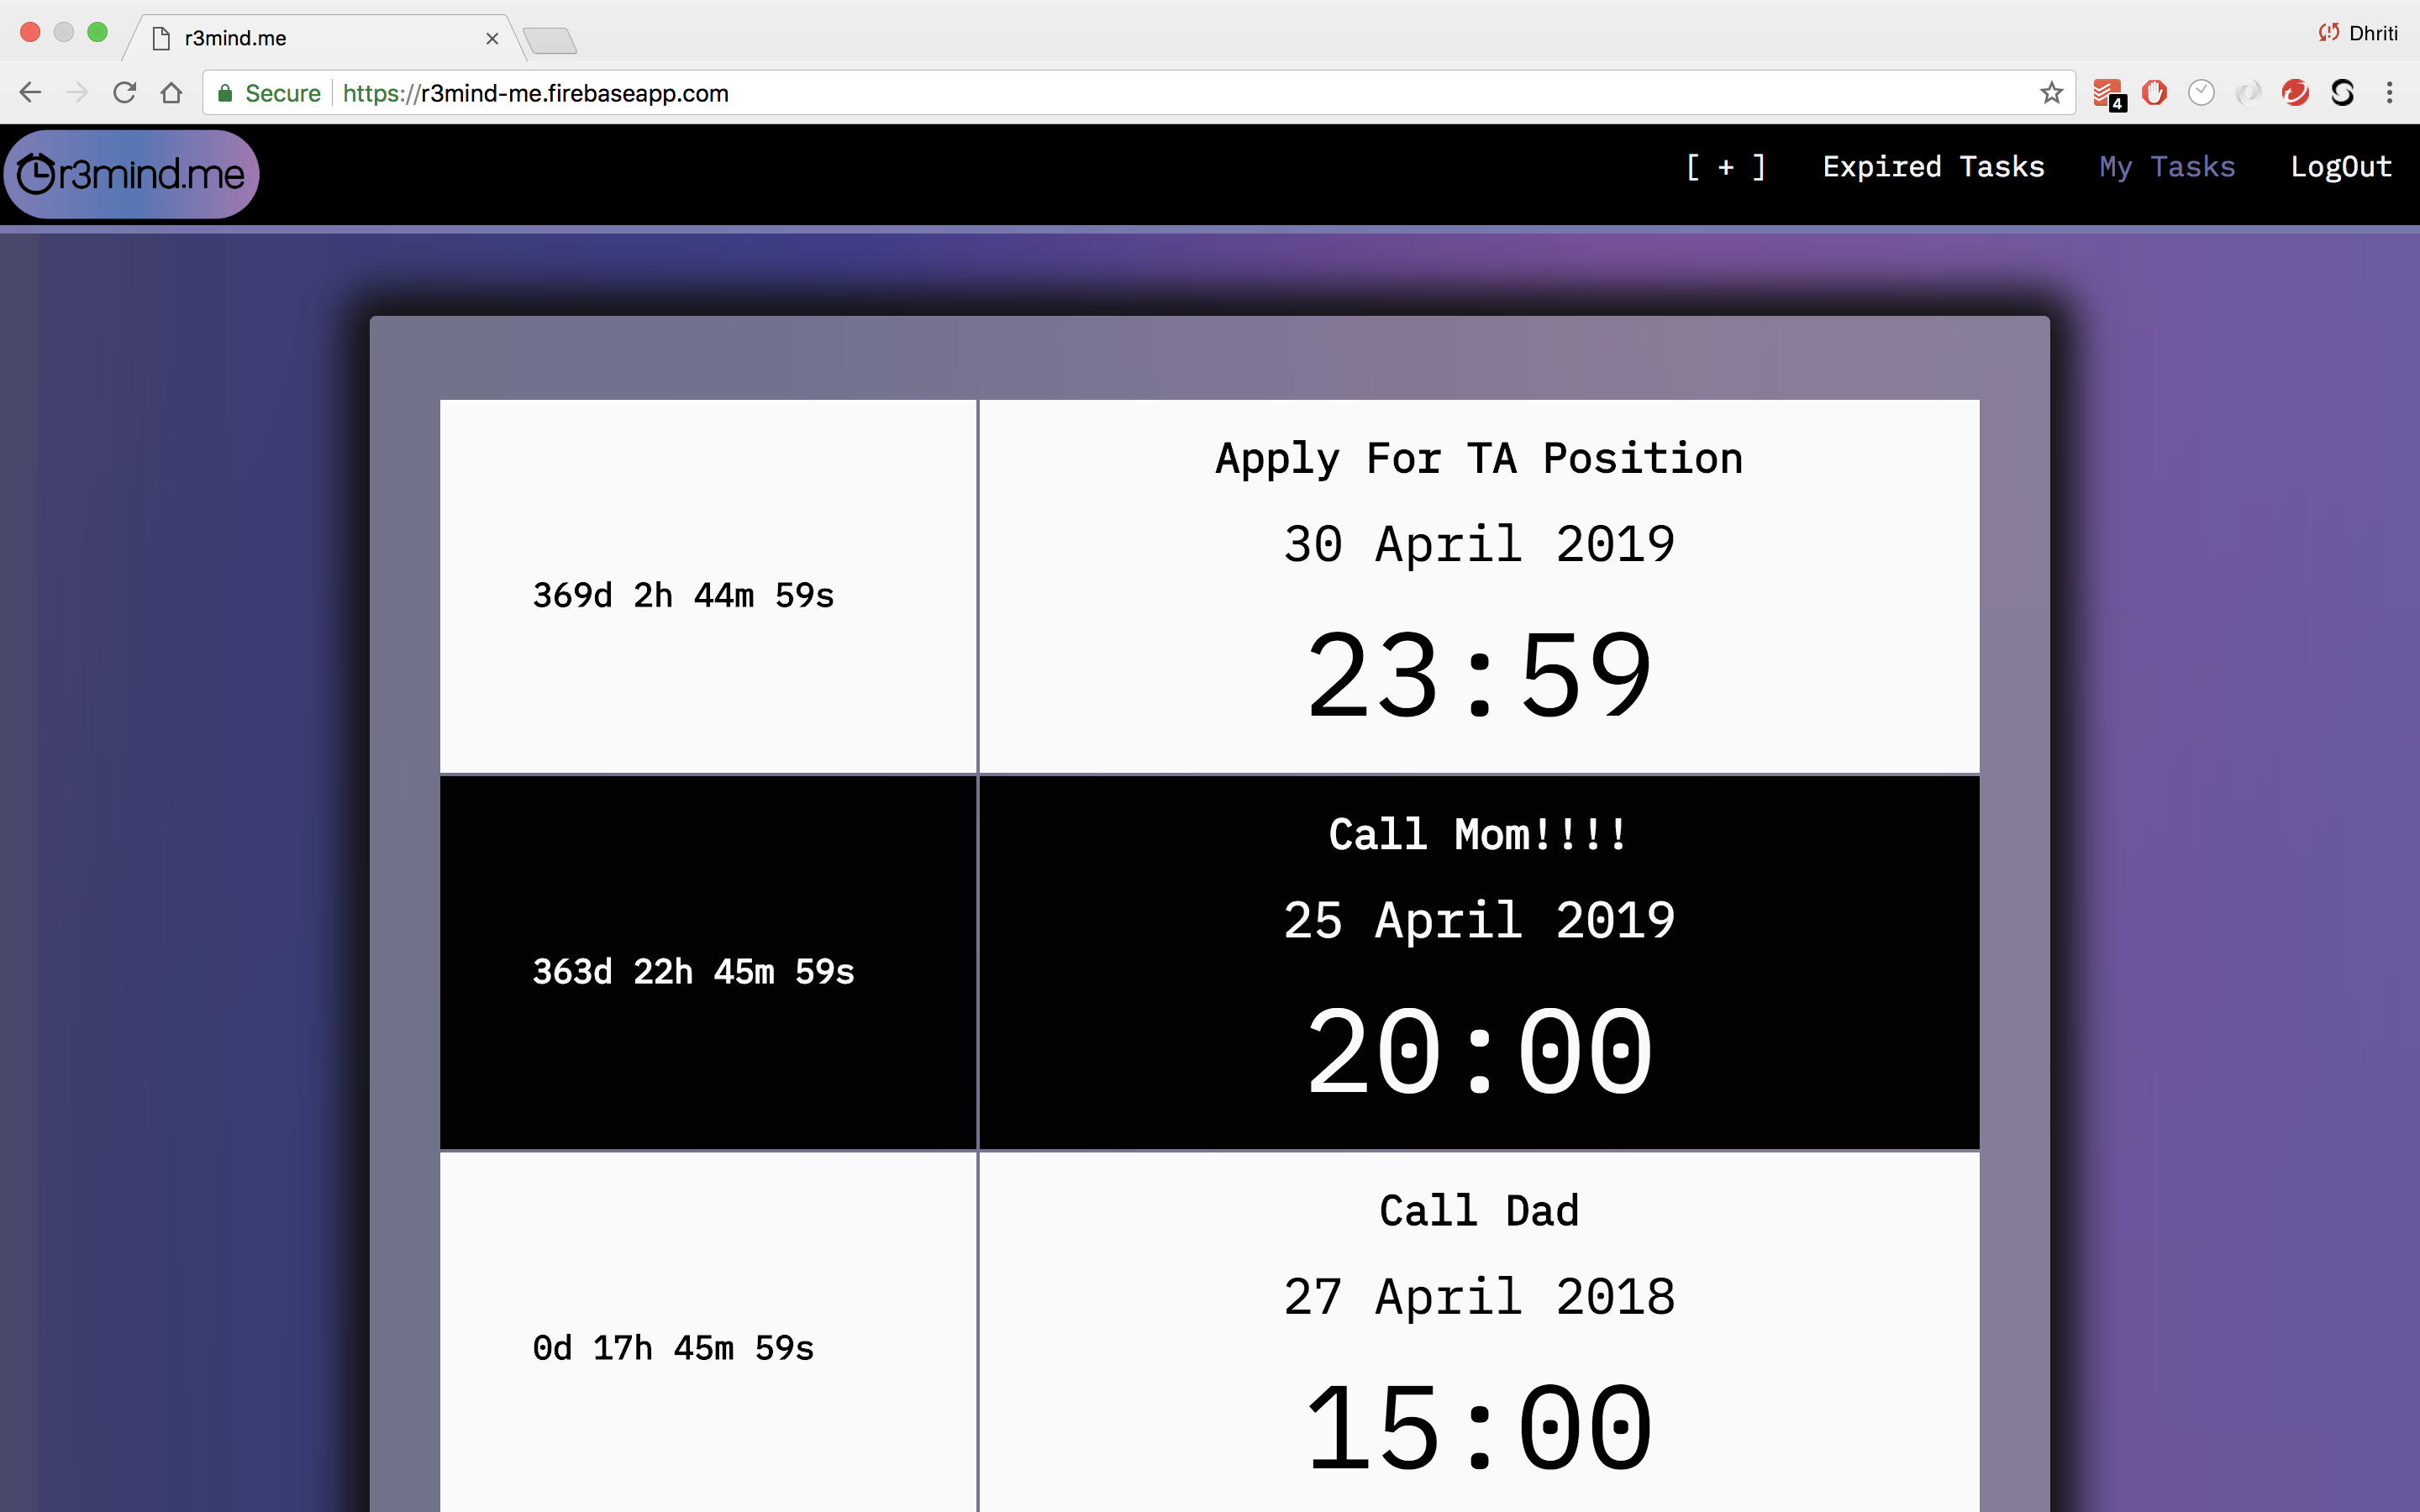 r3mind.me
Dhriti
Secure https://r3mind-me.firebaseapp.com
4
r3mind.me
[ + ] Expired Tasks My Tasks LogOut
Apply For TA Position
30 April 2019
369d 2h 44m 59s
23:59
Call Mom!!!!
25 April 2019
363d 22h 45m 59s
20:00
Call Dad
27 April 2018
0d 17h 45m 59s
15:00